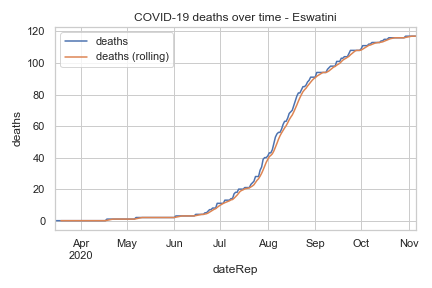 COVID-19 deaths over time - Eswatini
deaths
deaths (rolling)
120
100
80
60
40
20
0
deaths
Apr May Jun Jul Aug Sep Oct Nov
2020
dateRep